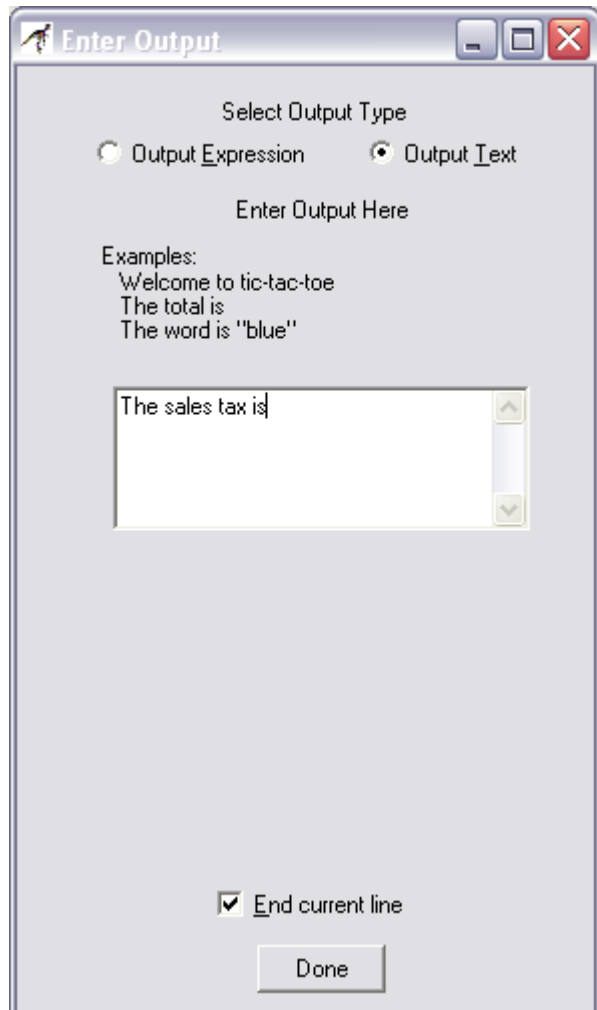 Enter Output
Select Output Type
Output Expression Output Text
Enter Output Here
Examples:
Welcome to tic-tac-toe
The total is
The word is "blue"
The sales tax is
End current line
Done